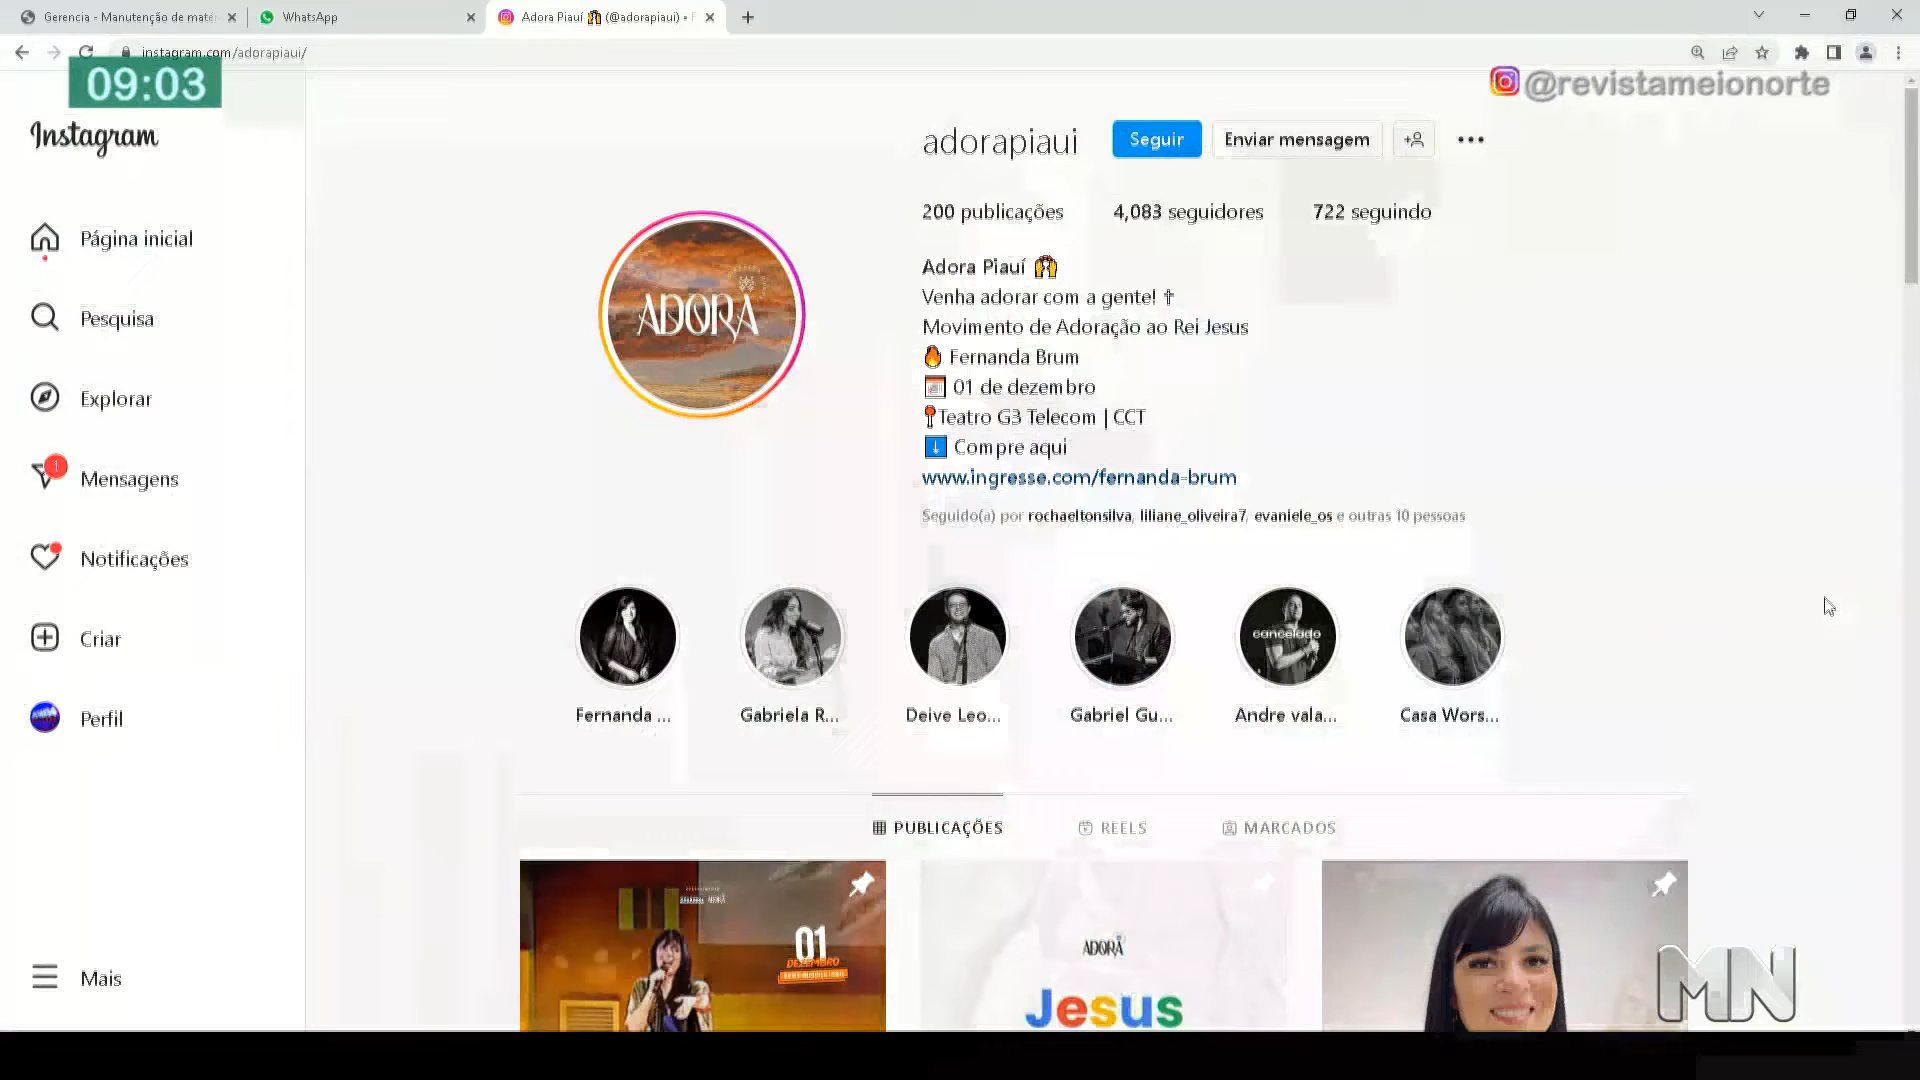 Gerencia - Manutenção de maté
WhatsApp
Adora Piauí 🙌 (@adorapiaui) •
instagram.com/adorapiaui/
09:03
@revistameionorte
Instagram
adorapiaui
Seguir
Enviar mensagem
200 publicações
4,083 seguidores
722 seguindo
Adora Piauí 🙌
Venha adorar com a gente! ✝
Movimento de Adoração ao Rei Jesus
🔥 Fernanda Brum
📅 01 de dezembro
📍Teatro G3 Telecom | CCT
⬇️ Compre aqui
www.ingresse.com/fernanda-brum
Seguido(a) por rochaeltonsilva, liliane_oliveira7, evaniele_os e outras 10 pessoas
ADORA
Página inicial
Pesquisa
Explorar
1
Mensagens
Notificações
Criar
Perfil
Mais
cancelado
Fernanda ...
Gabriela R...
Deive Leo...
Gabriel Gu...
Andre vala...
Casa Wors...
PUBLICAÇÕES
REELS
MARCADOS
01
DEZEMBRO
ADORA
Jesus
MN